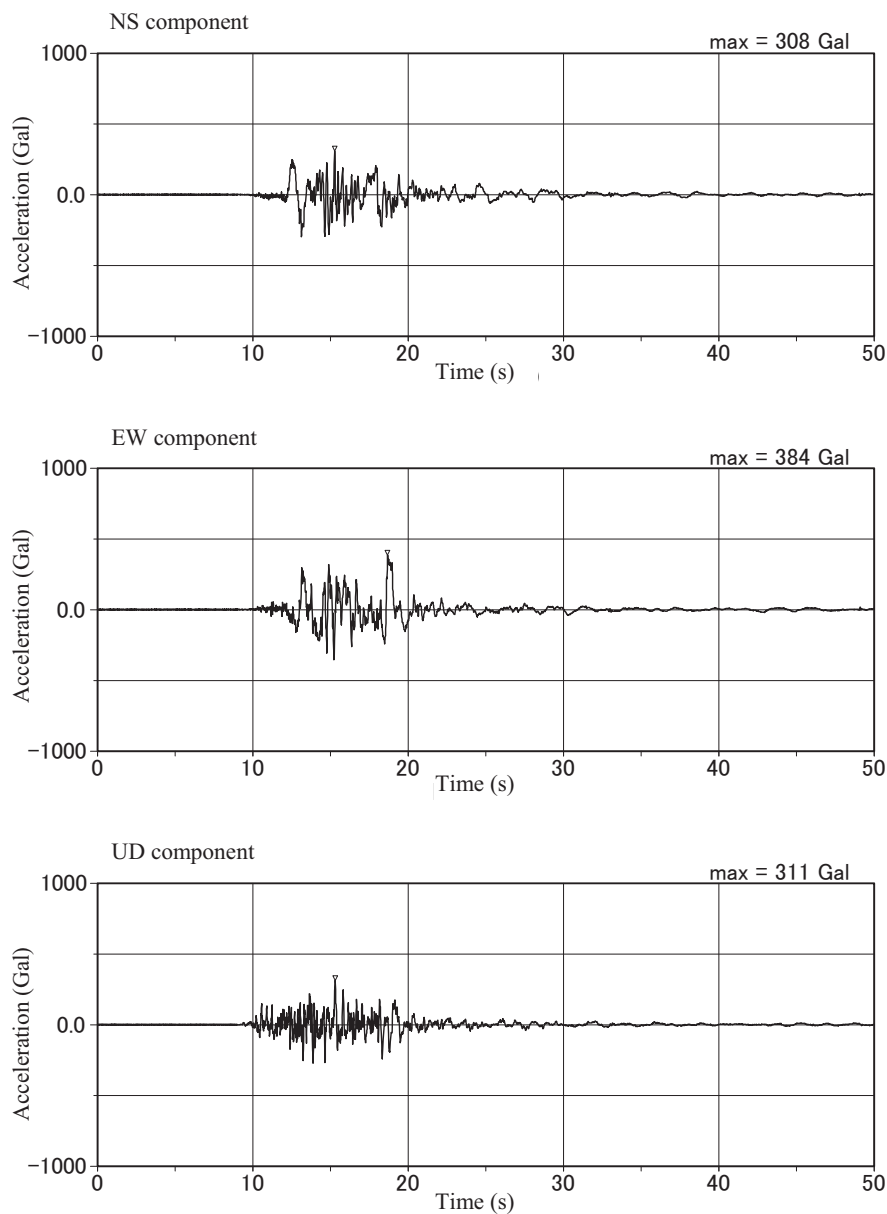 NS component
max = 308 Gal
1000
0.0
−1000
Acceleration (Gal)
0 10 20 30 40 50
Time (s)
EW component
max = 384 Gal
1000
0.0
−1000
Acceleration (Gal)
0 10 20 30 40 50
Time (s)
UD component
max = 311 Gal
1000
0.0
−1000
Acceleration (Gal)
0 10 20 30 40 50
Time (s)